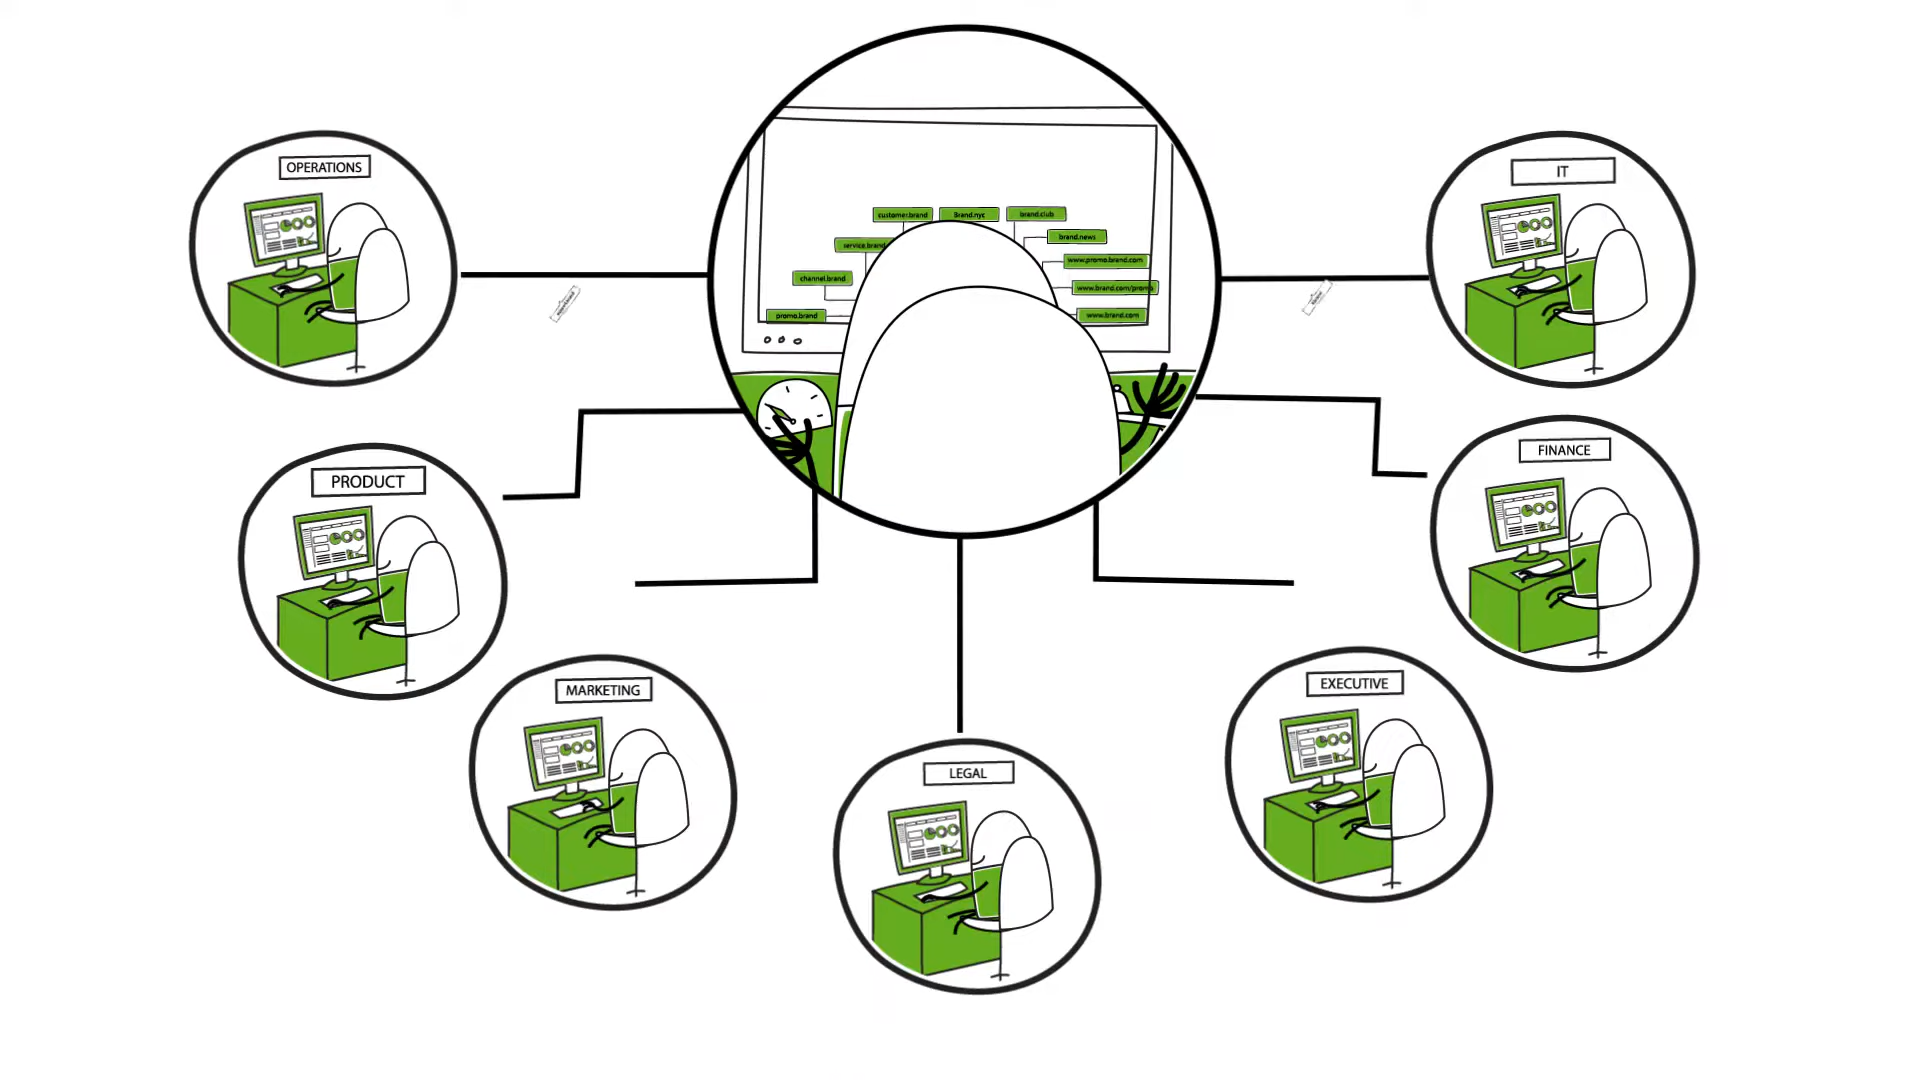 OPERATIONS
IT
customer.brand
Brand.nyc
brand.club
service.brand
brand.news
www.promo.brand.com
channel.brand
www.brand.com/promo
promo.brand
www.brand.com
PRODUCT
FINANCE
MARKETING
EXECUTIVE
LEGAL